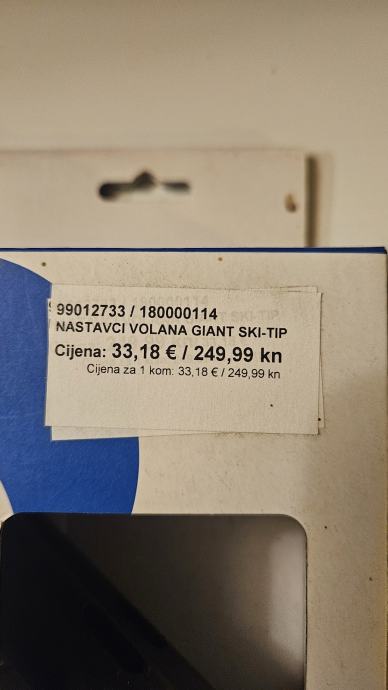 99012733 / 180000114
NASTAVCI VOLANA GIANT SKI-TIP
Cijena: 33,18 € / 249,99 kn
Cijena za 1 kom: 33,18 € / 249,99 kn